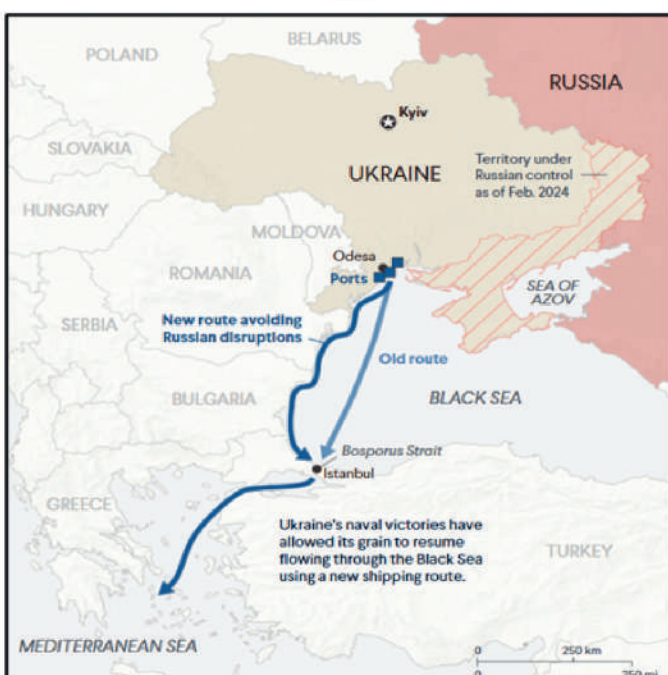 BELARUS
POLAND
RUSSIA
Kyiv
SLOVAKIA
UKRAINE
Territory under
Russian control
as of Feb. 2024
HUNGARY
MOLDOVA
Odesa
Ports
ROMANIA
SEA OF
AZOV
SERBIA
New route avoiding
Russian disruptions
Old route
BULGARIA
BLACK SEA
Bosporus Strait
Istanbul
GREECE
Ukraine's naval victories have
allowed its grain to resume
flowing through the Black Sea
using a new shipping route.
TURKEY
MEDITERRANEAN SEA
0 250 km
0 250 mi